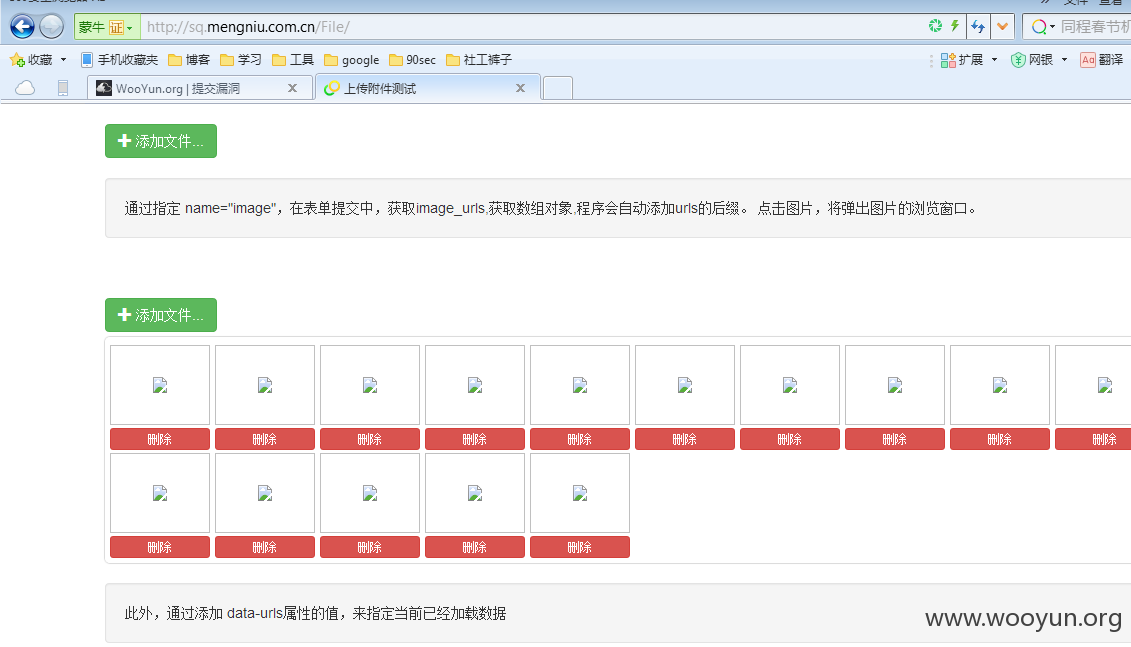 文件 查看
蒙牛 证 http://sq.mengniu.com.cn/File/ 同程春节机
收藏 手机收藏夹 博客 学习 工具 google 90sec 社工裤子 扩展 网银 Aa 翻译
WooYun.org | 提交漏洞 上传附件测试
添加文件...
通过指定 name="image"，在表单提交中，获取image_urls,获取数组对象,程序会自动添加urls的后缀。 点击图片，将弹出图片的浏览窗口。
添加文件...
删除 删除 删除 删除 删除 删除 删除 删除 删除 删除
删除 删除 删除 删除 删除
此外，通过添加 data-urls属性的值，来指定当前已经加载数据
www.wooyun.org